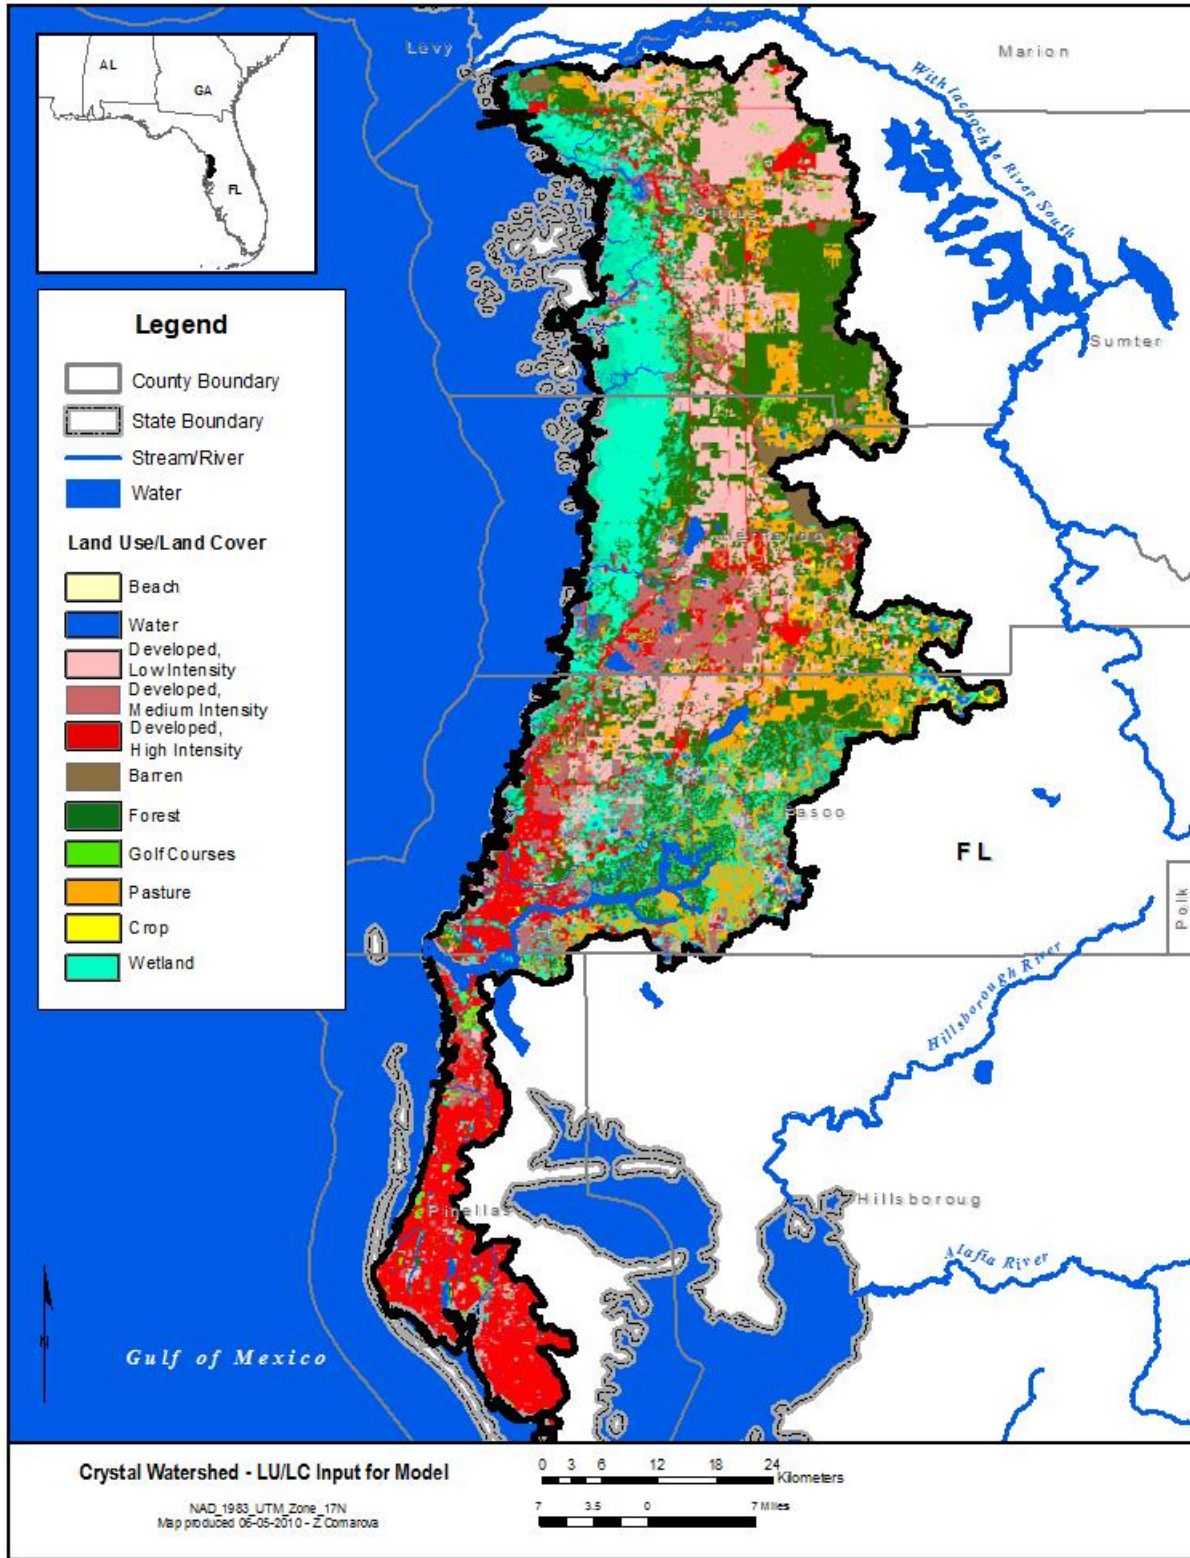 Levy
Marion
AL
GA
FL
Withlacoochie River South
Citrus
Sumter
Legend
County Boundary
State Boundary
Stream/River
Water
Land Use/Land Cover
Beach
Water
Developed,
Low Intensity
Developed,
Medium Intensity
Developed,
High Intensity
Barren
Forest
Golf Courses
Pasture
Crop
Wetland
Hernando
Pasco
FL
Polk
Hillsborough River
Pinellas
Hillsboroug
Alafia River
N
Gulf of Mexico
Crystal Watershed - LU/LC Input for Model
NAD_1983_UTM_Zone_17N
Map produced 06-05-2010 - Z Comarova
0 3 6 12 18 24
Kilometers
7 3.5 0 7 Miles